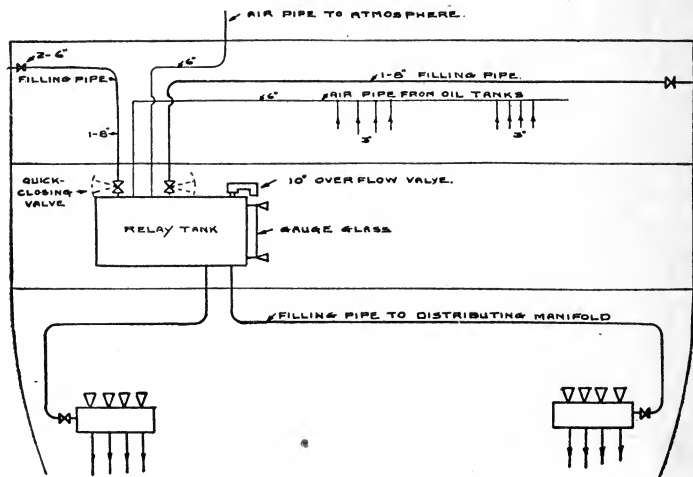 AIR PIPE TO ATMOSPHERE.
2-6"
FILLING PIPE
6"
1-8" FILLING PIPE.
6"
AIR PIPE FROM OIL TANKS
1-8"
3"
3"
QUICK-
CLOSING
VALVE
10" OVERFLOW VALVE.
RELAY TANK
GAUGE GLASS
FILLING PIPE TO DISTRIBUTING MANIFOLD